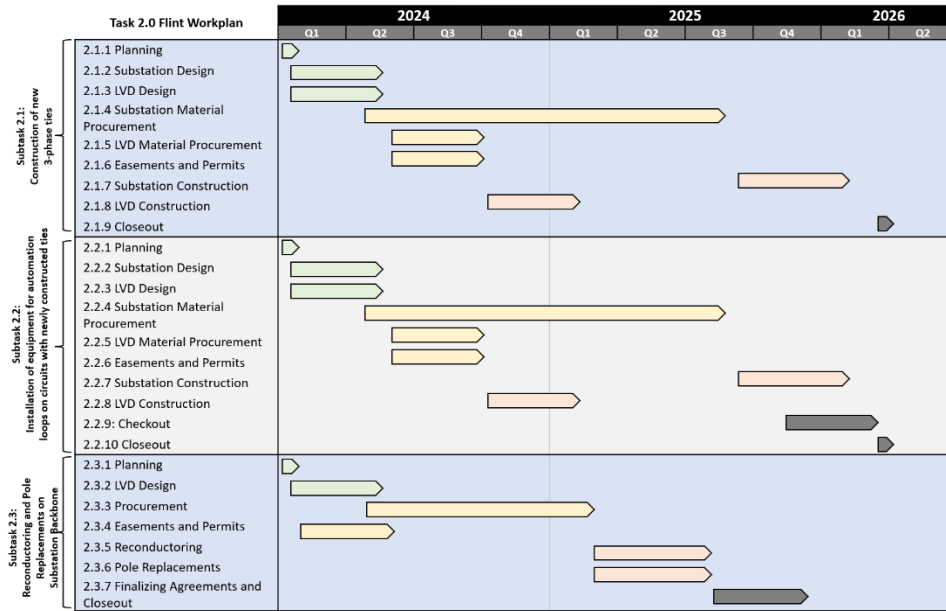 Task 2.0 Flint Workplan
2024 2025 2026
Q1 Q2 Q3 Q4 Q1 Q2 Q3 Q4 Q1 Q2
Subtask 2.1:
Construction of new
3-phase ties
2.1.1 Planning
2.1.2 Substation Design
2.1.3 LVD Design
2.1.4 Substation Material
Procurement
2.1.5 LVD Material Procurement
2.1.6 Easements and Permits
2.1.7 Substation Construction
2.1.8 LVD Construction
2.1.9 Closeout
Subtask 2.2:
Installation of equipment for automation
loops on circuits with newly constructed ties
2.2.1 Planning
2.2.2 Substation Design
2.2.3 LVD Design
2.2.4 Substation Material
Procurement
2.2.5 LVD Material Procurement
2.2.6 Easements and Permits
2.2.7 Substation Construction
2.2.8 LVD Construction
2.2.9: Checkout
2.2.10 Closeout
Subtask 2.3:
Reconductoring and Pole
Replacements on
Substation Backbone
2.3.1 Planning
2.3.2 LVD Design
2.3.3 Procurement
2.3.4 Easements and Permits
2.3.5 Reconductoring
2.3.6 Pole Replacements
2.3.7 Finalizing Agreements and
Closeout